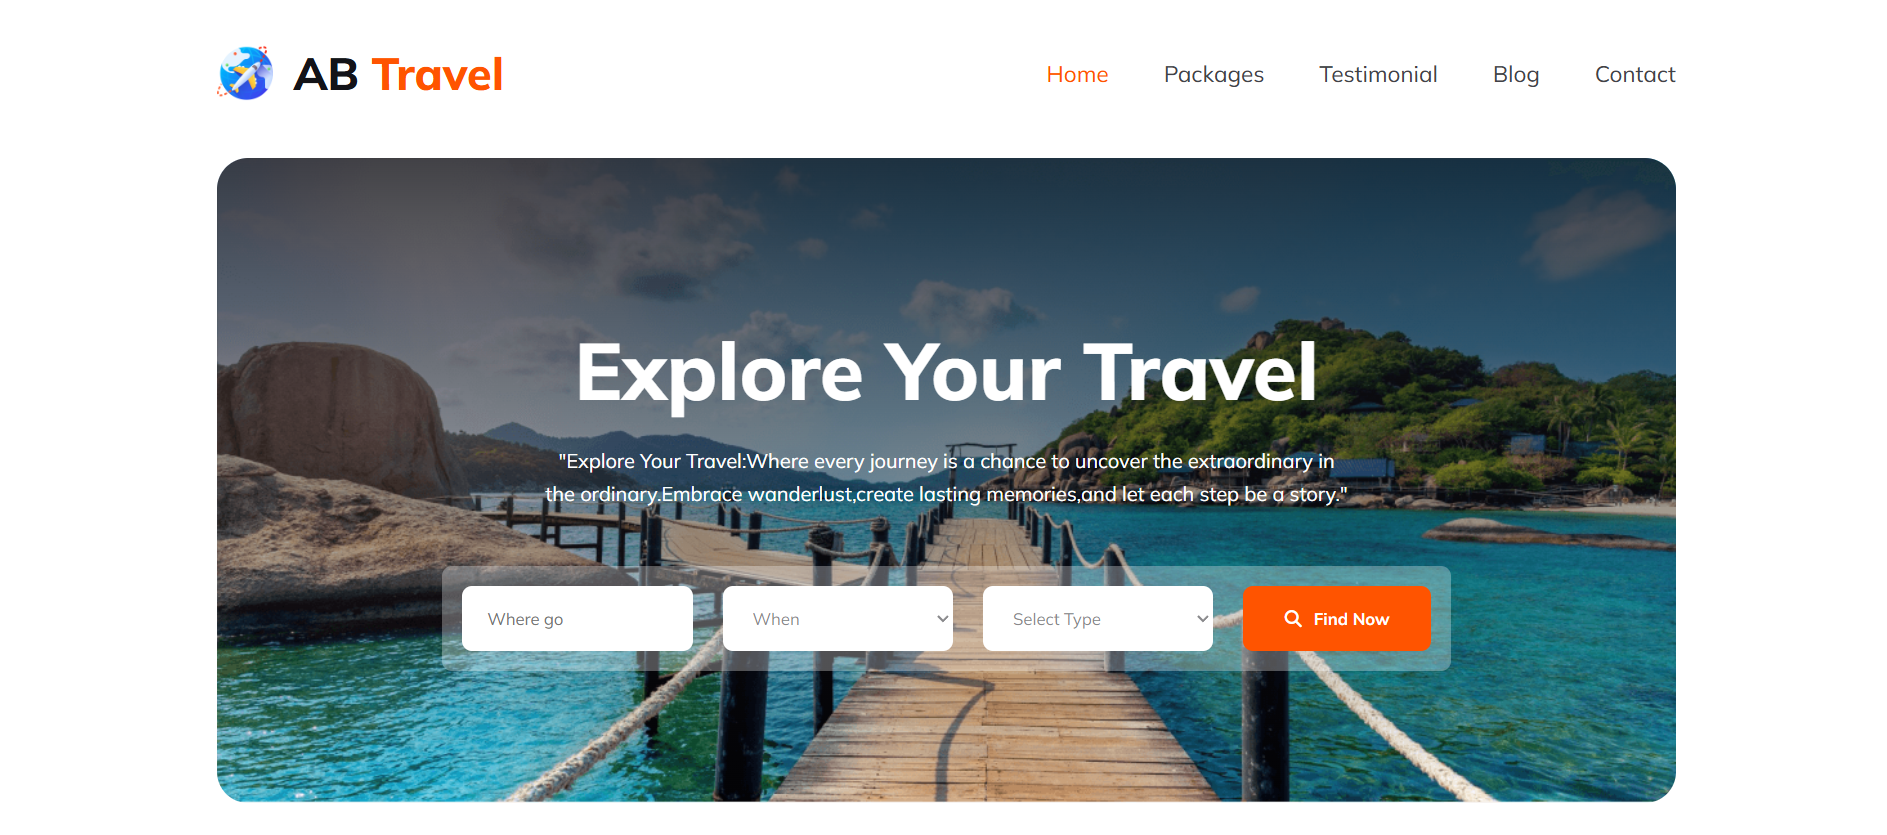 AB Travel
Home Packages Testimonial Blog Contact
Explore Your Travel
"Explore Your Travel:Where every journey is a chance to uncover the extraordinary in
the ordinary.Embrace wanderlust,create lasting memories,and let each step be a story."
Where go When Select Type Find Now